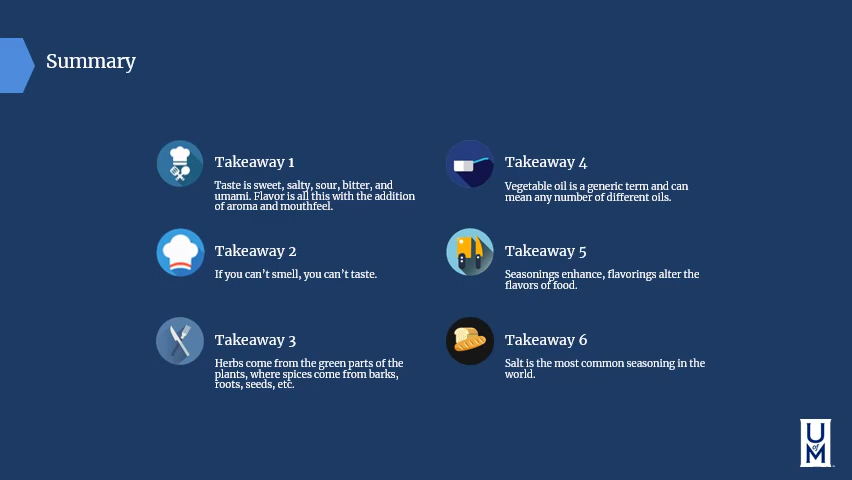 Summary
Takeaway 1
Taste is sweet, salty, sour, bitter, and
umami. Flavor is all this with the addition
of aroma and mouthfeel.
Takeaway 2
If you can’t smell, you can’t taste.
Takeaway 3
Herbs come from the green parts of the
plants, where spices come from barks,
roots, seeds, etc.
Takeaway 4
Vegetable oil is a generic term and can
mean any number of different oils.
Takeaway 5
Seasonings enhance, flavorings alter the
flavors of food.
Takeaway 6
Salt is the most common seasoning in the
world.
U
of
M